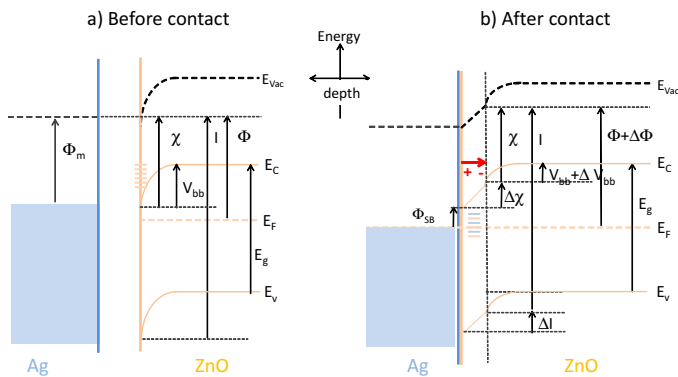 a) Before contact
b) After contact
Energy
depth
E_Vac
E_Vac
Φ_m
χ
I
Φ
E_C
V_bb
E_F
E_g
E_v
Ag
ZnO
χ
I
Φ+ΔΦ
+ -
E_C
V_bb+Δ V_bb
Δχ
E_g
Φ_SB
E_F
E_v
ΔI
Ag
ZnO